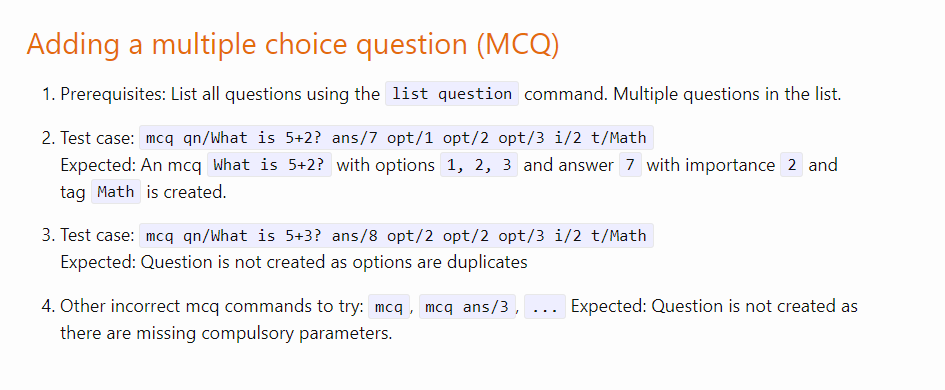 Adding a multiple choice question (MCQ)
1. Prerequisites: List all questions using the list question command. Multiple questions in the list.
2. Test case: mcq qn/What is 5+2? ans/7 opt/1 opt/2 opt/3 i/2 t/Math
Expected: An mcq What is 5+2? with options 1, 2, 3 and answer 7 with importance 2 and
tag Math is created.
3. Test case: mcq qn/What is 5+3? ans/8 opt/2 opt/2 opt/3 i/2 t/Math
Expected: Question is not created as options are duplicates
4. Other incorrect mcq commands to try: mcq , mcq ans/3 , ... Expected: Question is not created as
there are missing compulsory parameters.